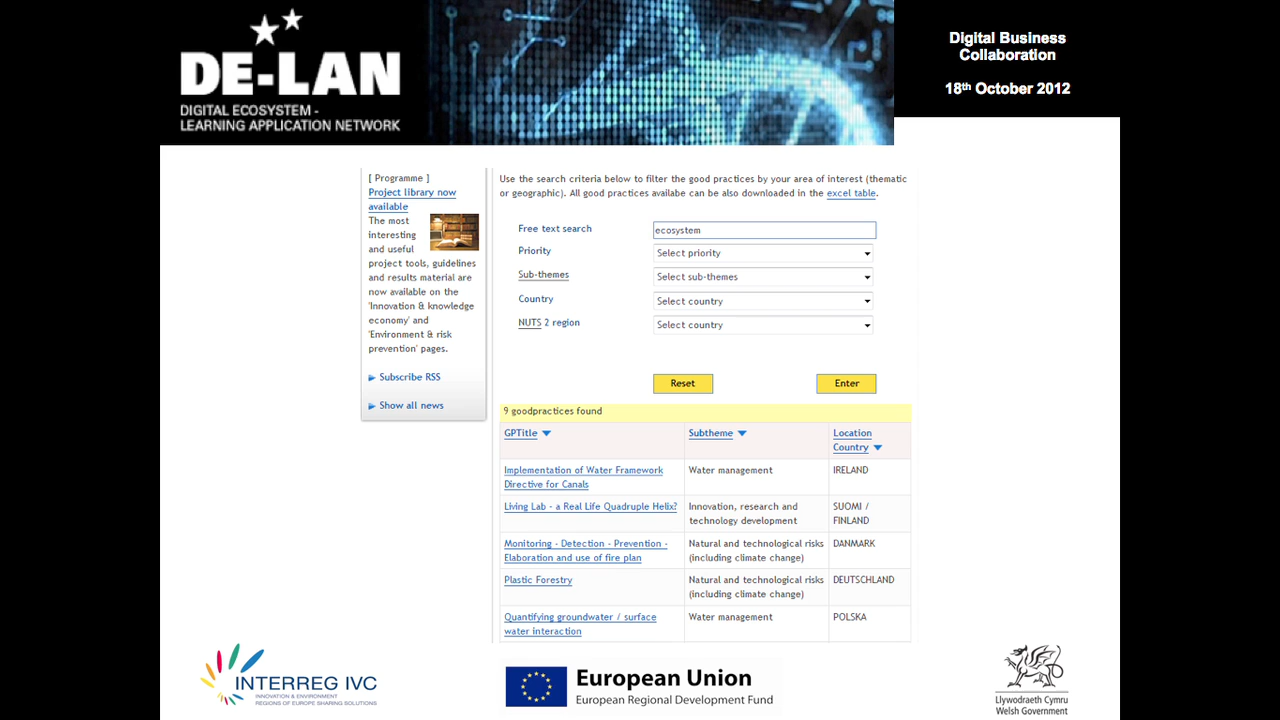 DE-LAN
DIGITAL ECOSYSTEM -
LEARNING APPLICATION NETWORK
Digital Business
Collaboration
18th October 2012
[ Programme ]
Project library now
available
The most
interesting
and useful
project tools, guidelines
and results material are
now available on the
'Innovation & knowledge
economy' and
'Environment & risk
prevention' pages.
Subscribe RSS
Show all news
Use the search criteria below to filter the good practices by your area of interest (thematic
or geographic). All good practices availabe can be also downloaded in the excel table.
Free text search ecosystem
Priority Select priority
Sub-themes Select sub-themes
Country Select country
NUTS 2 region Select country
Reset Enter
9 goodpractices found
GPTitle Subtheme Location
Country
Implementation of Water Framework Water management IRELAND
Directive for Canals
Living Lab - a Real Life Quadruple Helix? Innovation, research and SUOMI /
technology development FINLAND
Monitoring - Detection - Prevention - Natural and technological risks DANMARK
Elaboration and use of fire plan (including climate change)
Plastic Forestry Natural and technological risks DEUTSCHLAND
(including climate change)
Quantifying groundwater / surface Water management POLSKA
water interaction
INTERREG IVC
INNOVATION & ENVIRONMENT
REGIONS OF EUROPE SHARING SOLUTIONS
European Union
European Regional Development Fund
Llywodraeth Cymru
Welsh Government